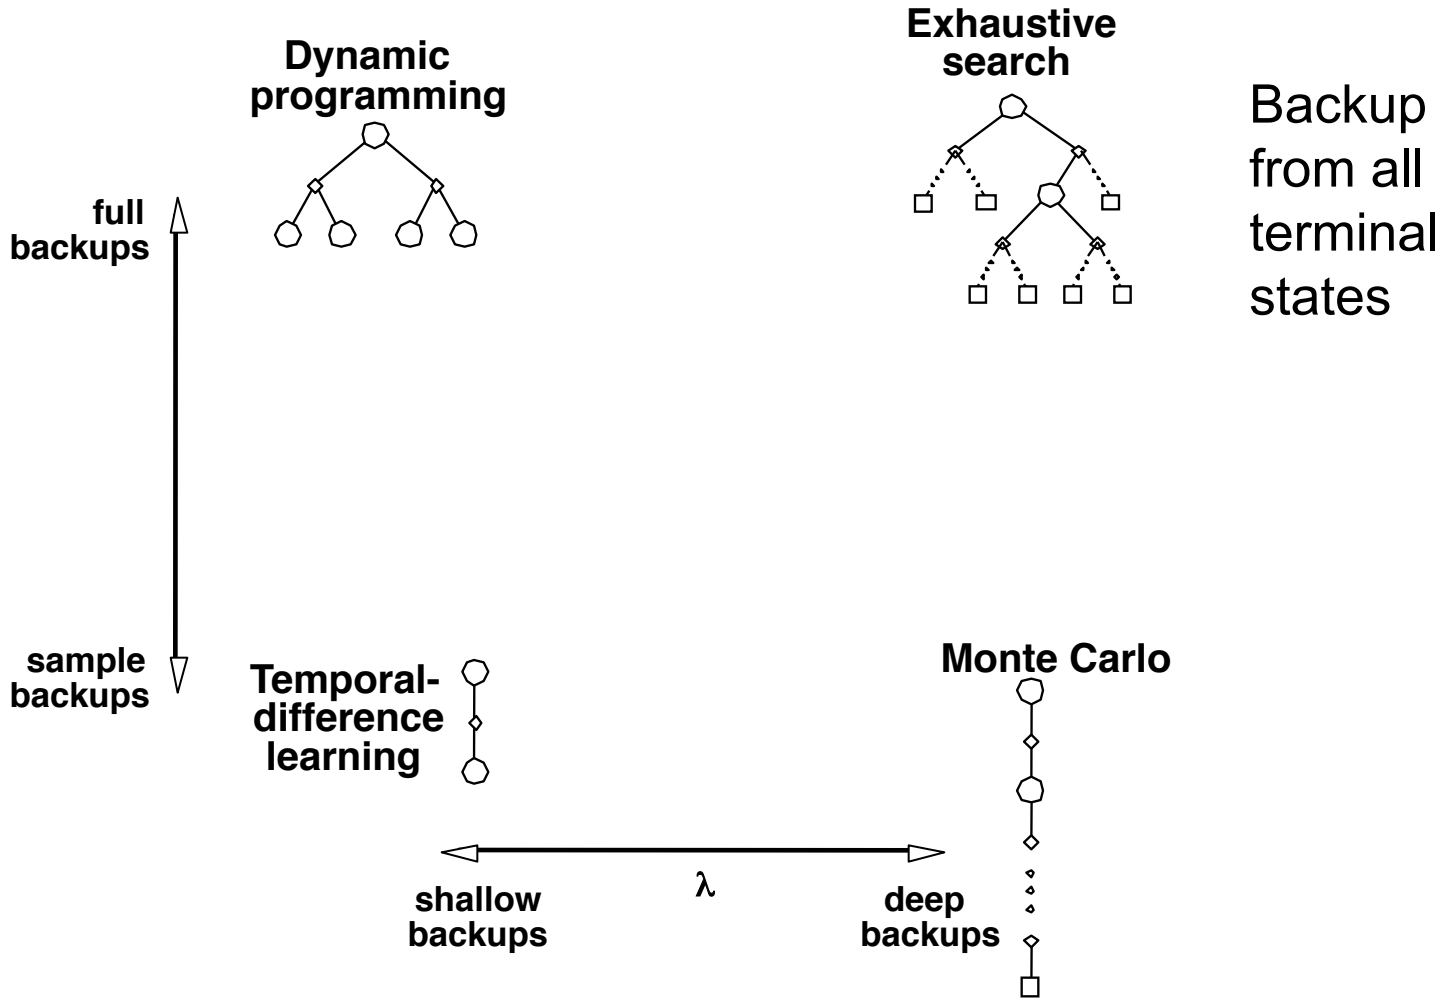 Dynamic
programming
Exhaustive
search
Backup
from all
terminal
states
full
backups
sample
backups
Temporal-
difference
learning
Monte Carlo
λ
shallow
backups
deep
backups